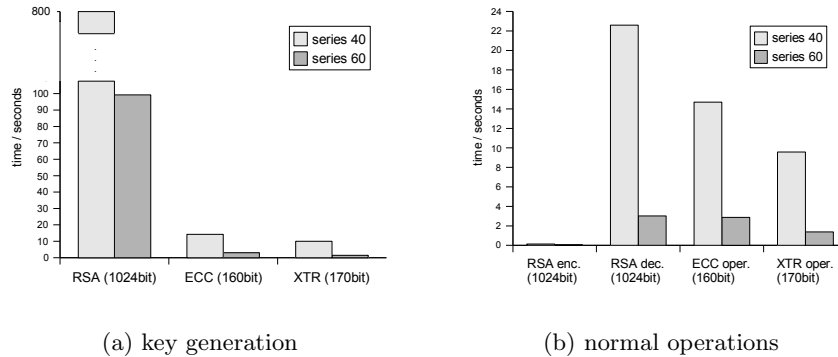 800
100
90
80
70
60
50
40
30
20
10
0
time / seconds
series 40
series 60
RSA (1024bit)
ECC (160bit)
XTR (170bit)
(a) key generation
24
22
20
18
16
14
12
10
8
6
4
2
0
time / seconds
series 40
series 60
RSA enc.
(1024bit)
RSA dec.
(1024bit)
ECC oper.
(160bit)
XTR oper.
(170bit)
(b) normal operations